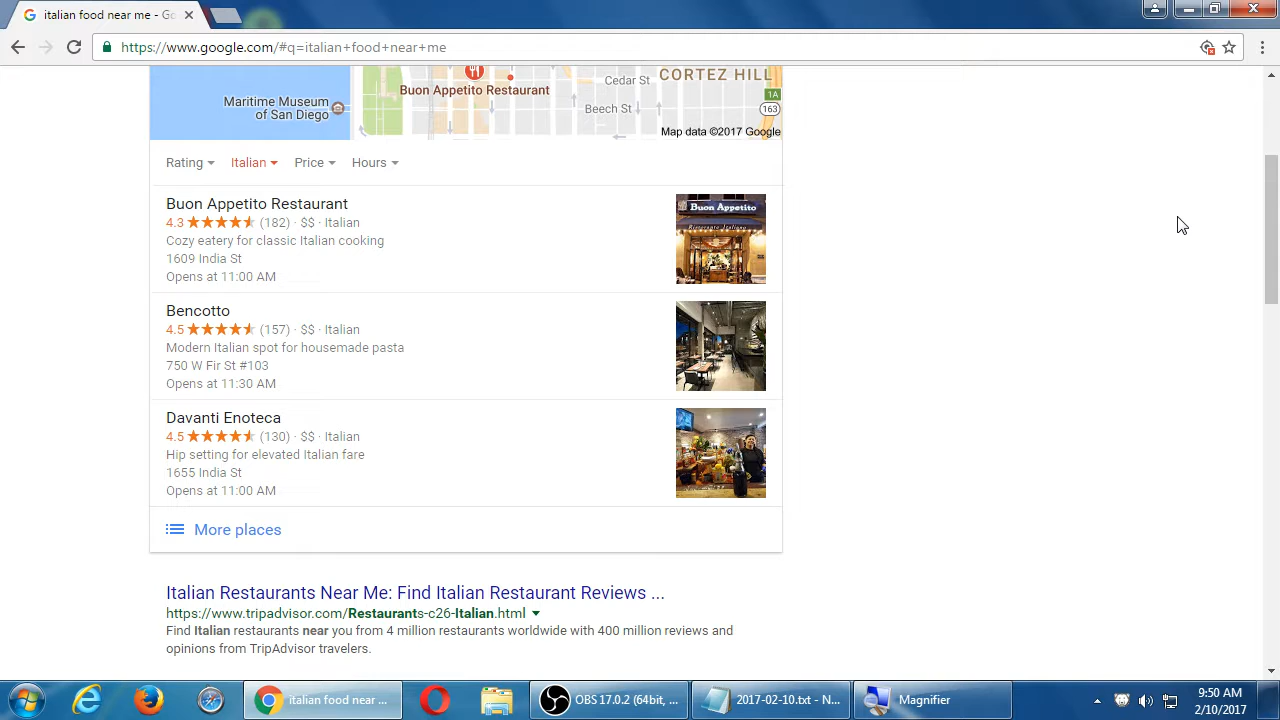 italian food near me - Go
https://www.google.com/#q=italian+food+near+me
Maritime Museum
of San Diego
Buon Appetito Restaurant
Cedar St
CORTEZ HILL
Beech St
1A
163
Map data ©2017 Google
Rating Italian Price Hours
Buon Appetito Restaurant
4.3 (182) · $$ · Italian
Cozy eatery for classic Italian cooking
1609 India St
Opens at 11:00 AM
Buon Appetito
Ristorante Italiano
Bencotto
4.5 (157) · $$ · Italian
Modern Italian spot for housemade pasta
750 W Fir St #103
Opens at 11:30 AM
Davanti Enoteca
4.5 (130) · $$ · Italian
Hip setting for elevated Italian fare
1655 India St
Opens at 11:00 AM
More places
Italian Restaurants Near Me: Find Italian Restaurant Reviews ...
https://www.tripadvisor.com/Restaurants-c26-Italian.html
Find Italian restaurants near you from 4 million restaurants worldwide with 400 million reviews and
opinions from TripAdvisor travelers.
italian food near ...
OBS 17.0.2 (64bit, ...
2017-02-10.txt - N...
Magnifier
9:50 AM
2/10/2017